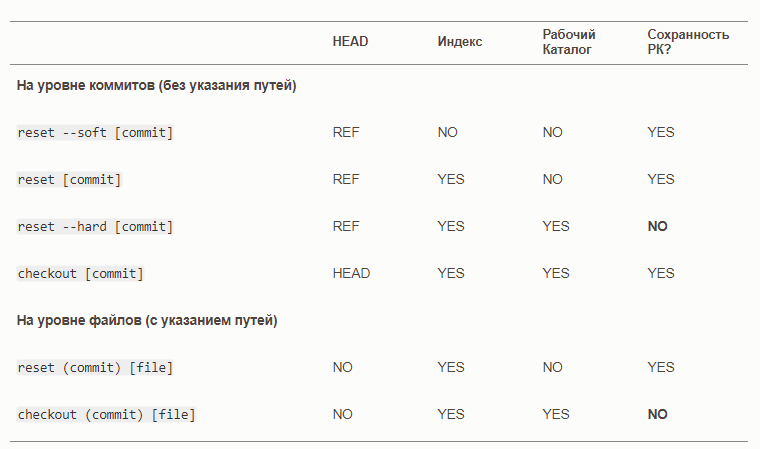 HEAD Индекс Рабочий Каталог Сохранность РК?
На уровне коммитов (без указания путей)
reset --soft [commit] REF NO NO YES
reset [commit] REF YES NO YES
reset --hard [commit] REF YES YES NO
checkout [commit] HEAD YES YES YES
На уровне файлов (с указанием путей)
reset (commit) [file] NO YES NO YES
checkout (commit) [file] NO YES YES NO